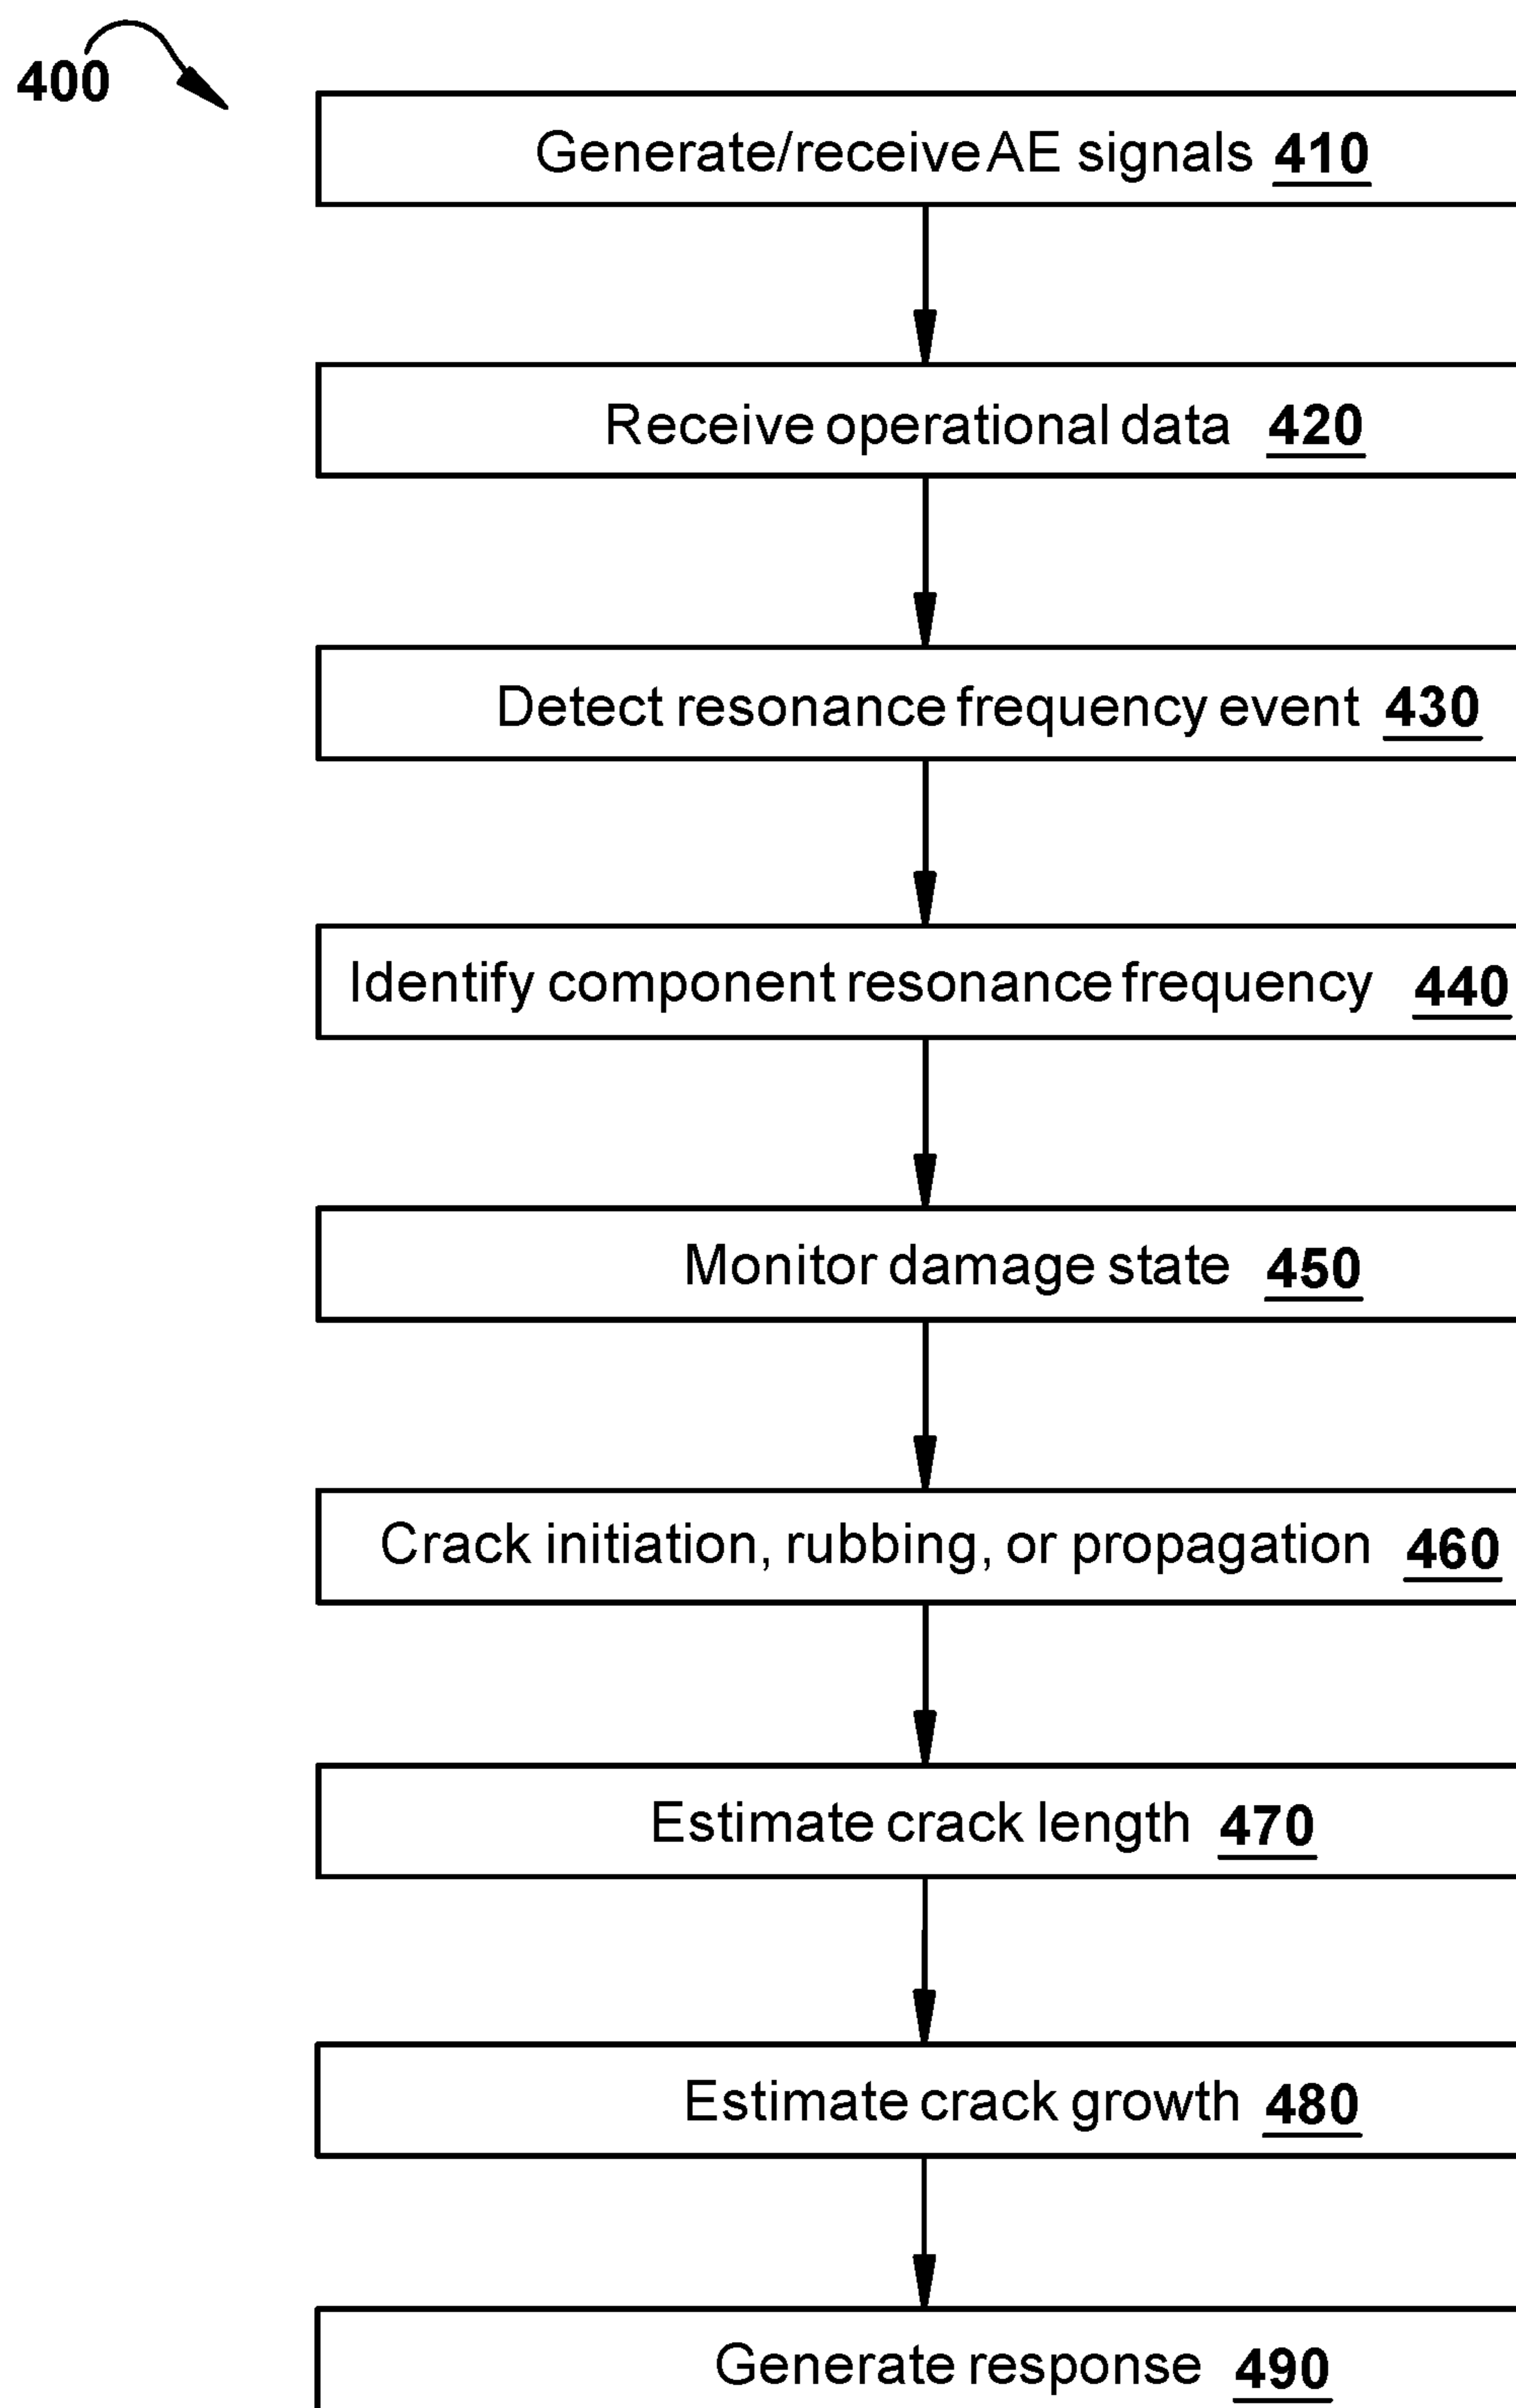 400
Generate/receive AE signals 410
Receive operational data 420
Detect resonance frequency event 430
Identify component resonance frequency 440
Monitor damage state 450
Crack initiation, rubbing, or propagation 460
Estimate crack length 470
Estimate crack growth 480
Generate response 490